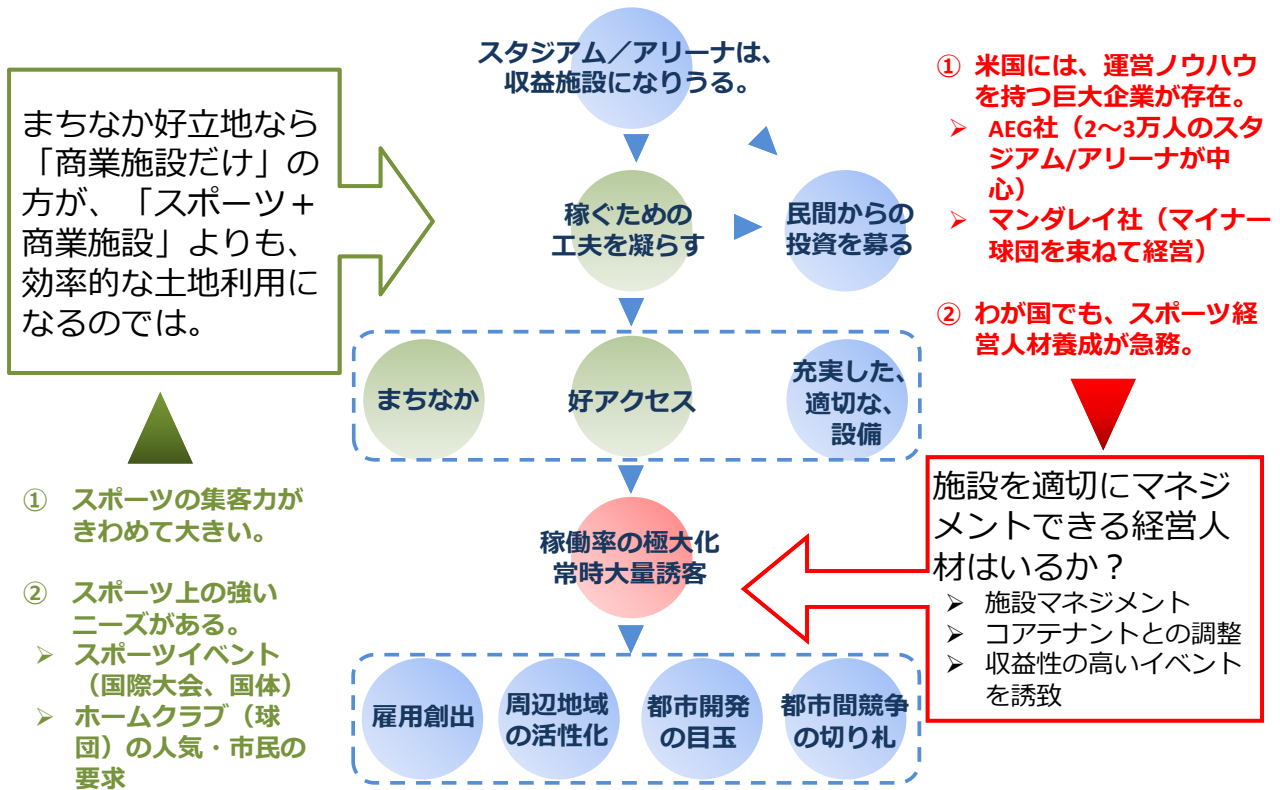 スタジアム／アリーナは、
収益施設になりうる。
まちなか好立地なら
「商業施設だけ」の
方が、「スポーツ＋
商業施設」よりも、
効率的な土地利用に
なるのでは。
① スポーツの集客力が
きわめて大きい。
② スポーツ上の強い
ニーズがある。
➢ スポーツイベント
（国際大会、国体）
➢ ホームクラブ（球
団）の人気・市民の
要求
稼ぐための
工夫を凝らす
民間からの
投資を募る
まちなか
好アクセス
充実した、
適切な、
設備
稼働率の極大化
常時大量誘客
雇用創出
周辺地域
の活性化
都市開発
の目玉
都市間競争
の切り札
① 米国には、運営ノウハウ
を持つ巨大企業が存在。
➢ AEG社（2～3万人のスタ
ジアム/アリーナが中
心）
➢ マンダレイ社（マイナー
球団を束ねて経営）
② わが国でも、スポーツ経
営人材養成が急務。
施設を適切にマネジ
メントできる経営人
材はいるか？
➢ 施設マネジメント
➢ コアテナントとの調整
➢ 収益性の高いイベント
を誘致